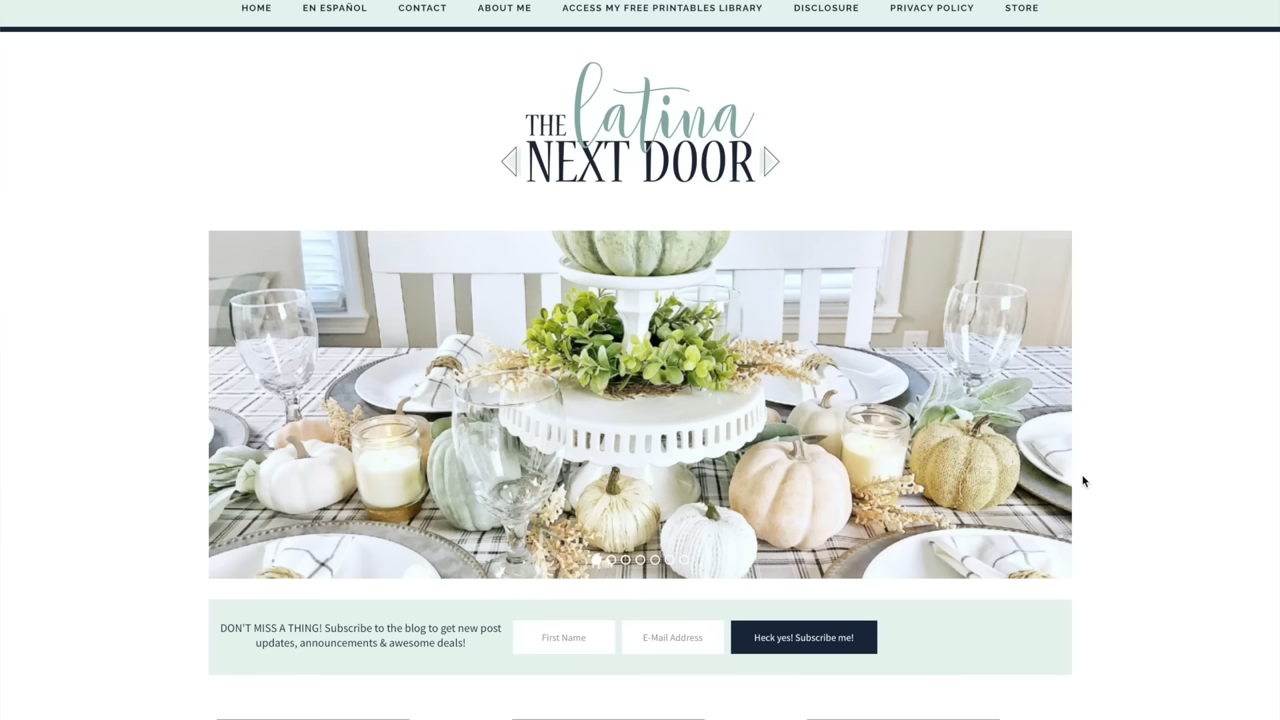 HOME EN ESPAÑOL CONTACT ABOUT ME ACCESS MY FREE PRINTABLES LIBRARY DISCLOSURE PRIVACY POLICY STORE
THE latina
NEXT DOOR
DON'T MISS A THING! Subscribe to the blog to get new post
updates, announcements & awesome deals!
First Name
E-Mail Address
Heck yes! Subscribe me!